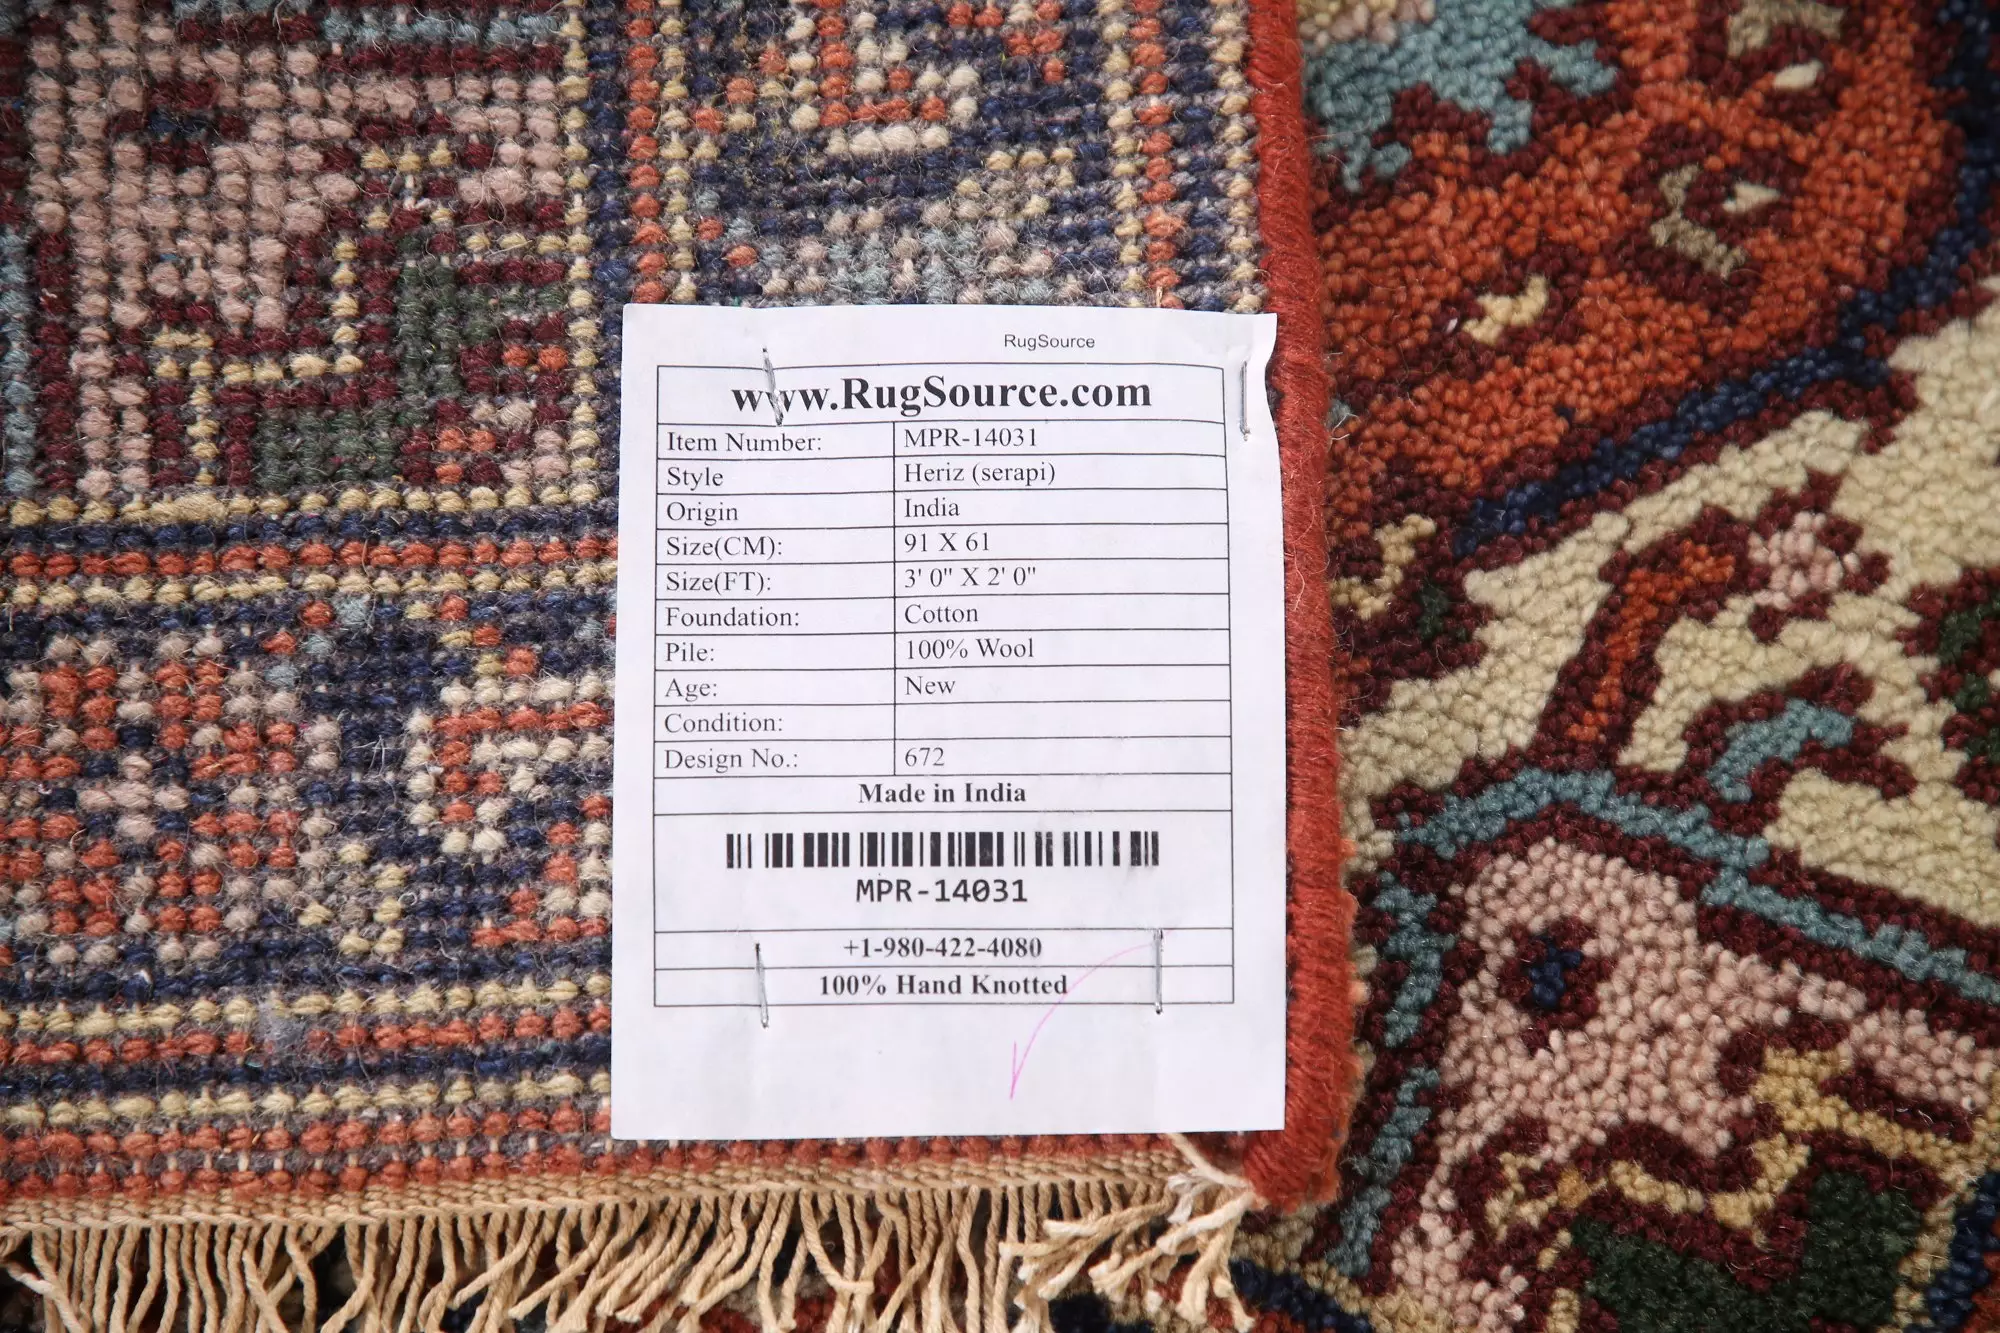 RugSource
www.RugSource.com
Item Number: MPR-14031
Style Heriz (serapi)
Origin India
Size(CM): 91 X 61
Size(FT): 3' 0" X 2' 0"
Foundation: Cotton
Pile: 100% Wool
Age: New
Condition:
Design No.: 672
Made in India
MPR-14031
+1-980-422-4080
100% Hand Knotted